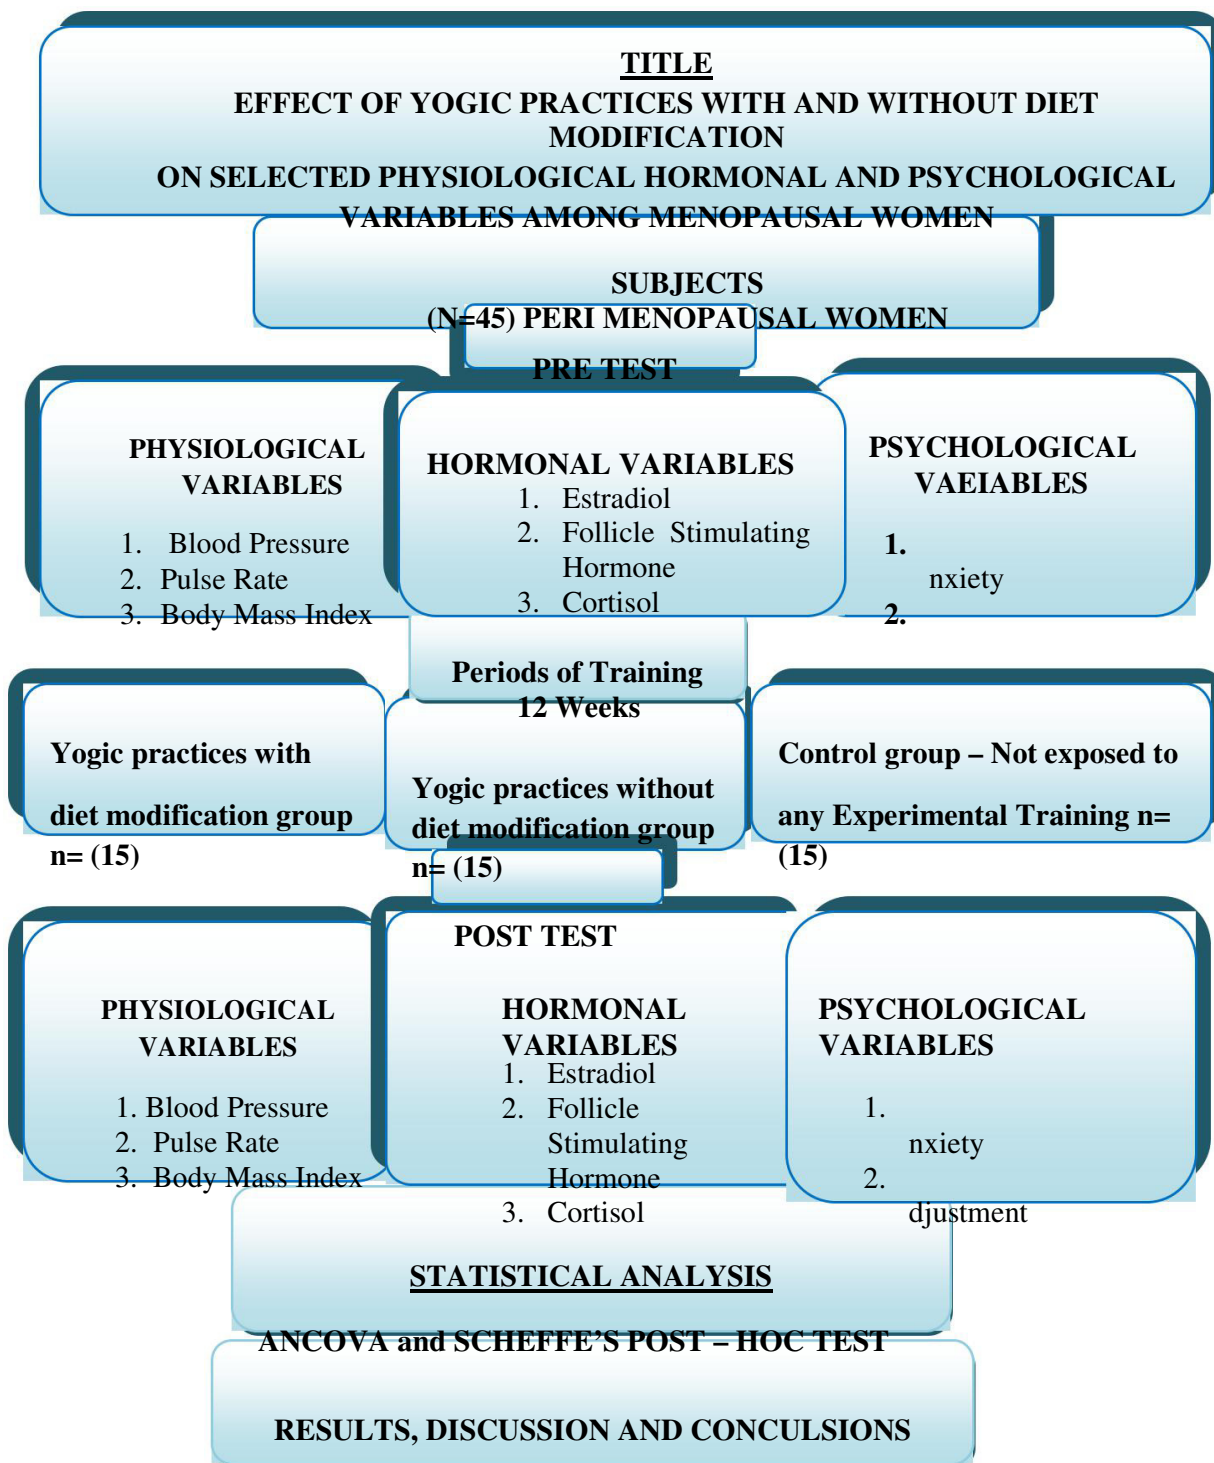 TITLE
EFFECT OF YOGIC PRACTICES WITH AND WITHOUT DIET
MODIFICATION
ON SELECTED PHYSIOLOGICAL HORMONAL AND PSYCHOLOGICAL
VARIABLES AMONG MENOPAUSAL WOMEN
SUBJECTS
(N=45) PERI MENOPAUSAL WOMEN
PRE TEST
PHYSIOLOGICAL
VARIABLES
1. Blood Pressure
2. Pulse Rate
3. Body Mass Index
HORMONAL VARIABLES
1. Estradiol
2. Follicle Stimulating
Hormone
3. Cortisol
PSYCHOLOGICAL
VAEIABLES
1.
nxiety
2.
Periods of Training
12 Weeks
Yogic practices with
diet modification group
n= (15)
Yogic practices without
diet modification group
n= (15)
Control group – Not exposed to
any Experimental Training n=
(15)
POST TEST
PHYSIOLOGICAL
VARIABLES
1. Blood Pressure
2. Pulse Rate
3. Body Mass Index
HORMONAL
VARIABLES
1. Estradiol
2. Follicle
Stimulating
Hormone
3. Cortisol
PSYCHOLOGICAL
VARIABLES
1.
nxiety
2.
djustment
STATISTICAL ANALYSIS
ANCOVA and SCHEFFE’S POST – HOC TEST
RESULTS, DISCUSSION AND CONCULSIONS